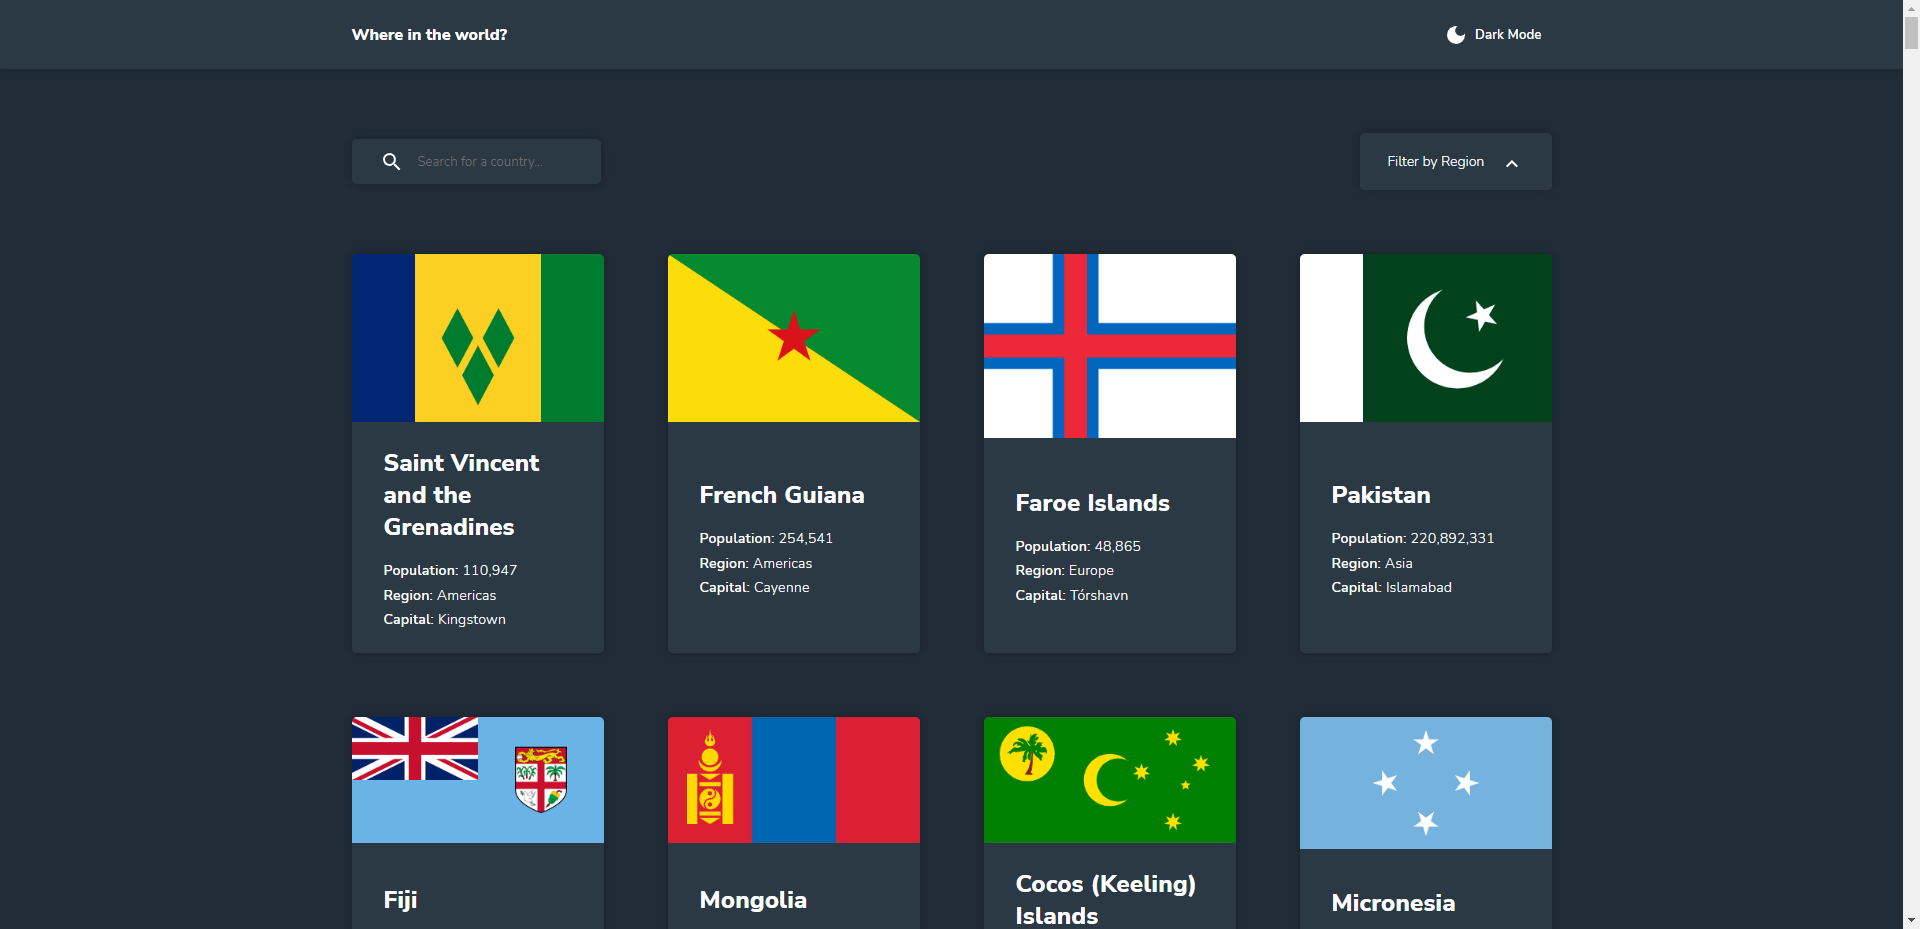 Where in the world?
Dark Mode
Search for a country...
Filter by Region
Saint Vincent
and the
Grenadines
Population: 110,947
Region: Americas
Capital: Kingstown
French Guiana
Population: 254,541
Region: Americas
Capital: Cayenne
Faroe Islands
Population: 48,865
Region: Europe
Capital: Tórshavn
Pakistan
Population: 220,892,331
Region: Asia
Capital: Islamabad
Fiji
Mongolia
Cocos (Keeling)
Islands
Micronesia